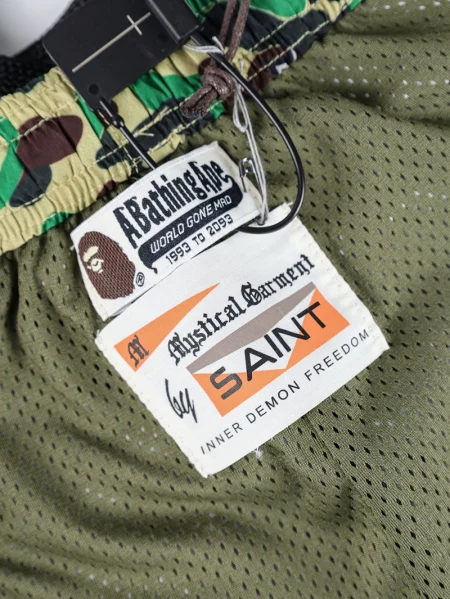 A Bathing Ape
WORLD GONE MAD
1993 TO 2093
®
M Mystical Garment
by SAINT
INNER DEMON FREEDOM